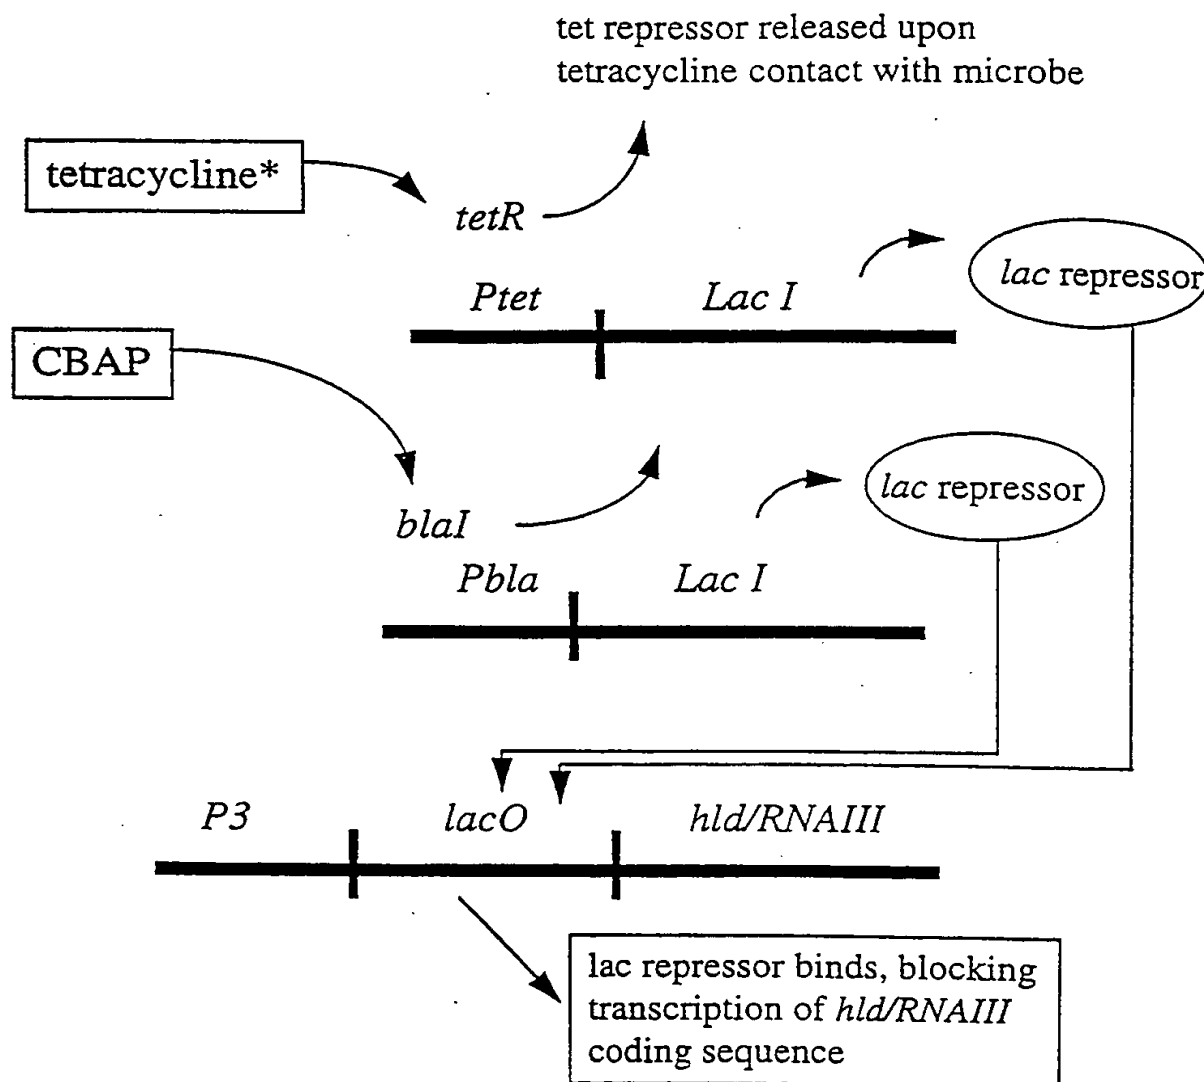 tet repressor released upon
tetracycline contact with microbe
tetracycline*
tetR
lac repressor
Ptet
Lac I
CBAP
lac repressor
blaI
Pbla
Lac I
P3
lacO
hld/RNAIII
lac repressor binds, blocking
transcription of hld/RNAIII
coding sequence